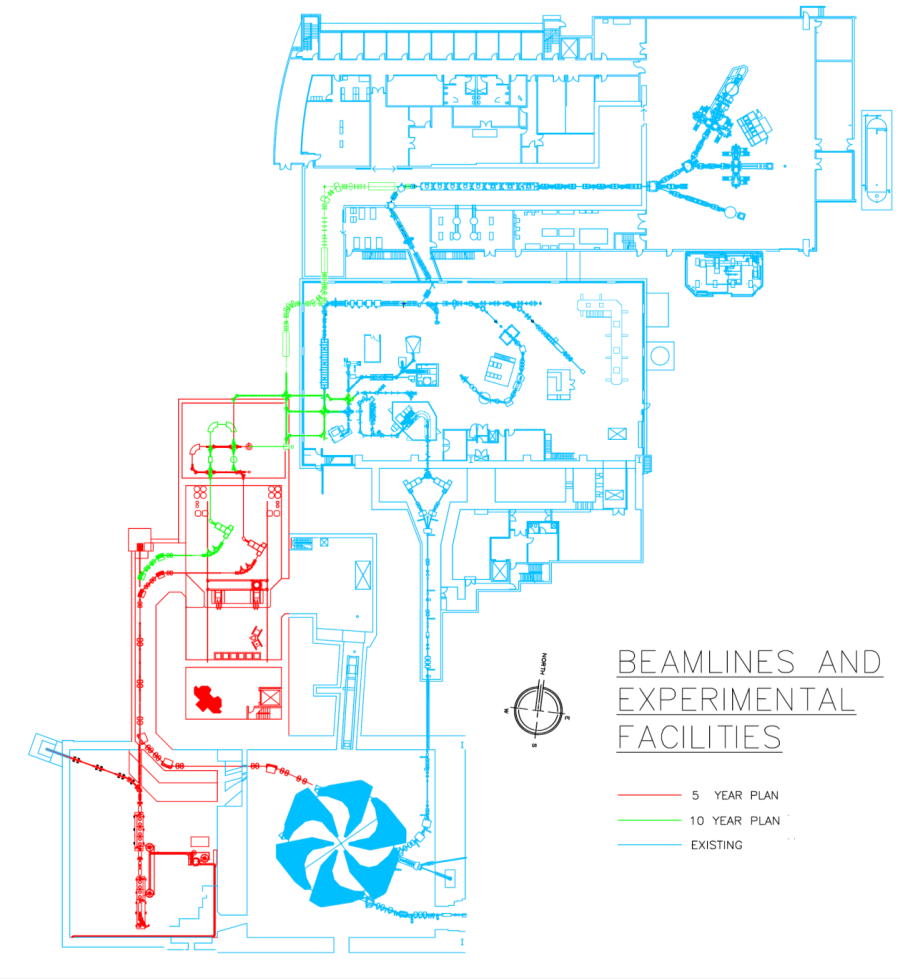 NORTH
W
E
S
BEAMLINES AND
EXPERIMENTAL
FACILITIES
5 YEAR PLAN
10 YEAR PLAN
EXISTING